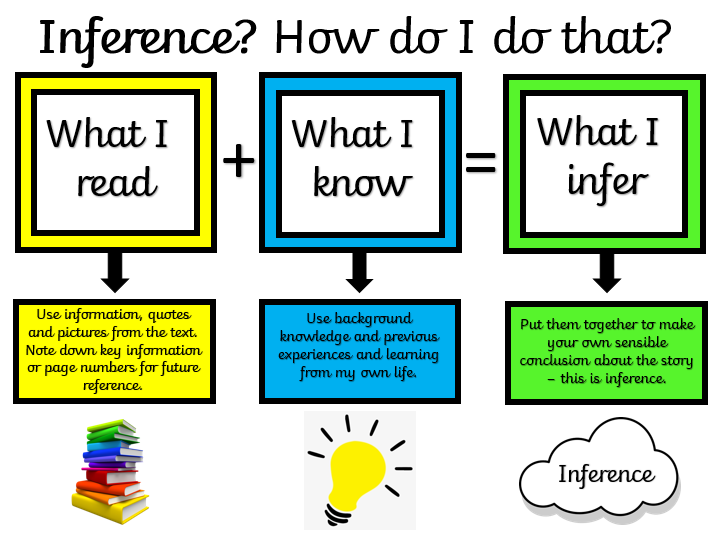 Inference? How do I do that?
What I
read
+
What I
know
=
What I
infer
Use information, quotes
and pictures from the text.
Note down key information
or page numbers for future
reference.
Use background
knowledge and previous
experiences and learning
from my own life.
Put them together to make
your own sensible
conclusion about the story
– this is inference.
Inference